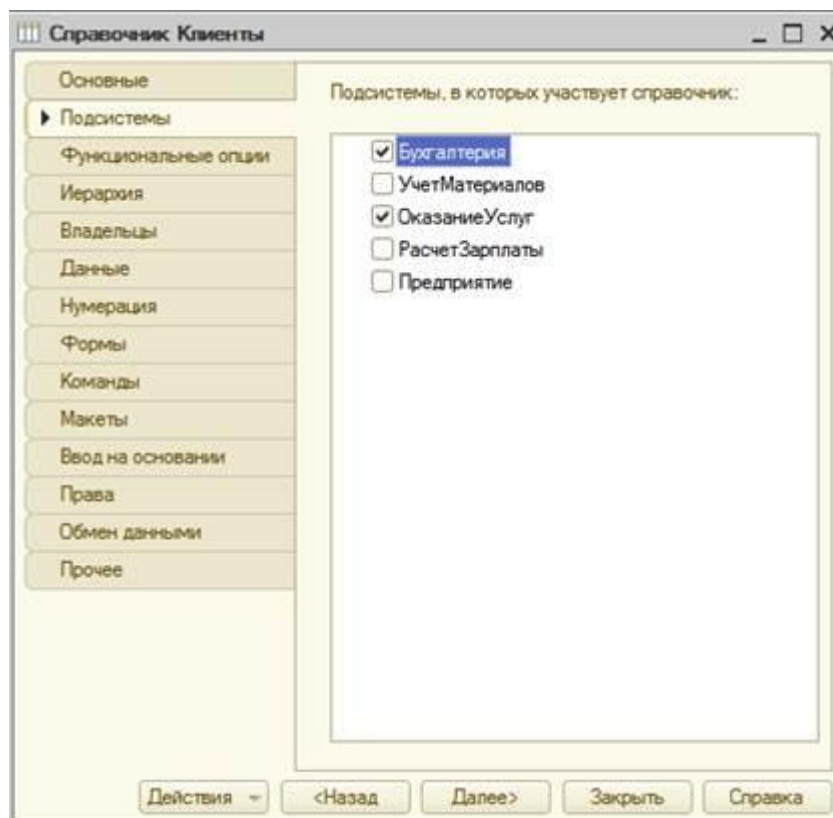 Справочник Клиенты
Основные
Подсистемы
Функциональные опции
Иерархия
Владельцы
Данные
Нумерация
Формы
Команды
Макеты
Ввод на основании
Права
Обмен данными
Прочее
Подсистемы, в которых участвует справочник:
Бухгалтерия
УчетМатериалов
ОказаниеУслуг
РасчетЗарплаты
Предприятие
Действия <Назад Далее> Закрыть Справка